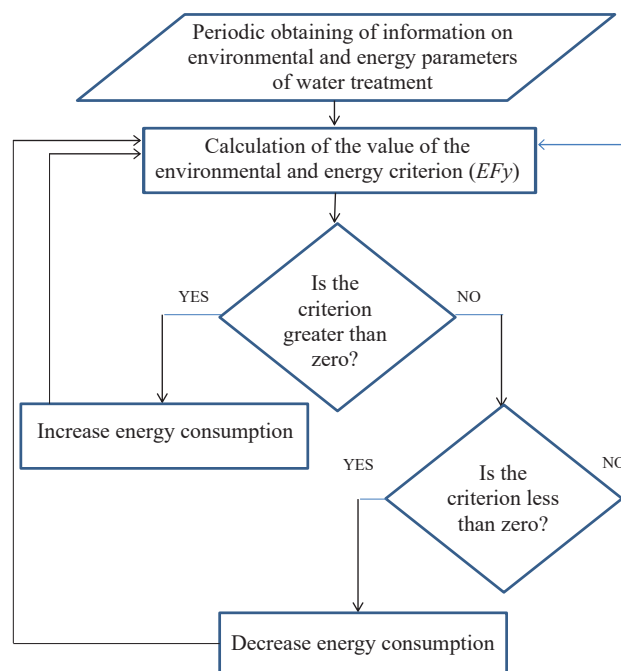 Periodic obtaining of information on
environmental and energy parameters
of water treatment
Calculation of the value of the
environmental and energy criterion (EFy)
Is the
criterion
greater than
zero?
YES
NO
Increase energy consumption
Is the
criterion less
than zero?
YES
NO
Decrease energy consumption